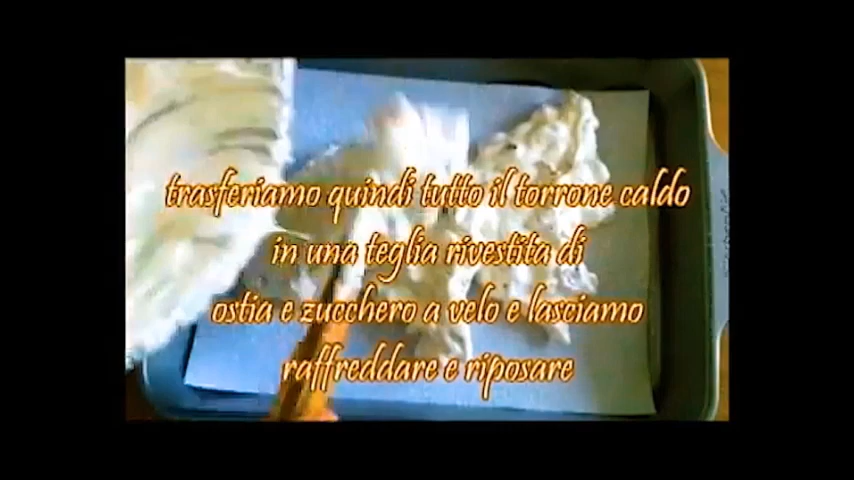 trasferiamo quindi tutto il torrone caldo
in una teglia rivestita di
ostia e zucchero a velo e lasciamo
raffreddare e riposare